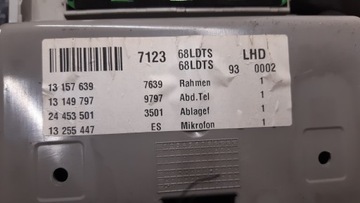 7123 68LDTS LHD
68LDTS 93 0002
13 157 639 7639 Rahmen 1
13 149 797 9797 Abd.Tel 1
24 453 501 3501 Ablagef 1
13 255 447 ES Mikrofon 1